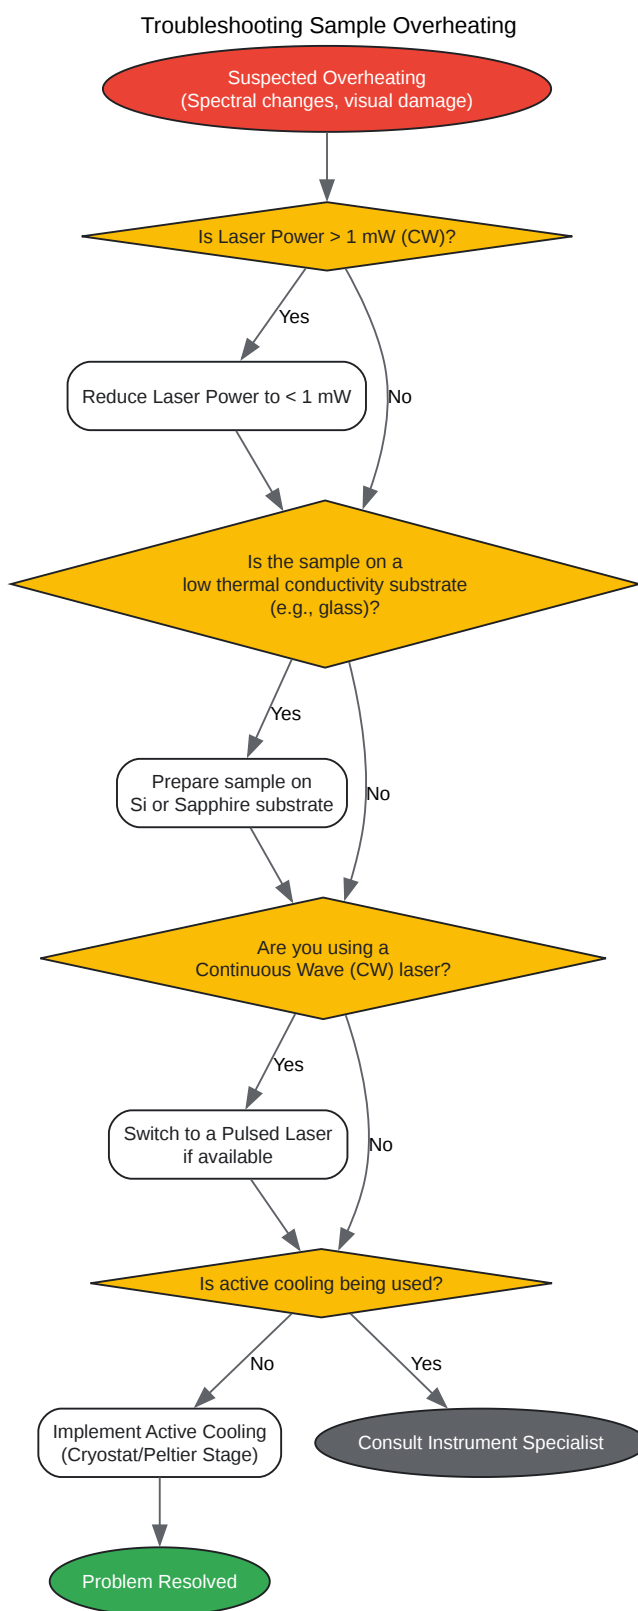 Troubleshooting Sample Overheating
Suspected Overheating
(Spectral changes, visual damage)
Is Laser Power > 1 mW (CW)?
Yes
Reduce Laser Power to < 1 mW
No
Is the sample on a
low thermal conductivity substrate
(e.g., glass)?
Yes
Prepare sample on
Si or Sapphire substrate
No
Are you using a
Continuous Wave (CW) laser?
Yes
Switch to a Pulsed Laser
if available
No
Is active cooling being used?
No
Yes
Implement Active Cooling
(Cryostat/Peltier Stage)
Consult Instrument Specialist
Problem Resolved